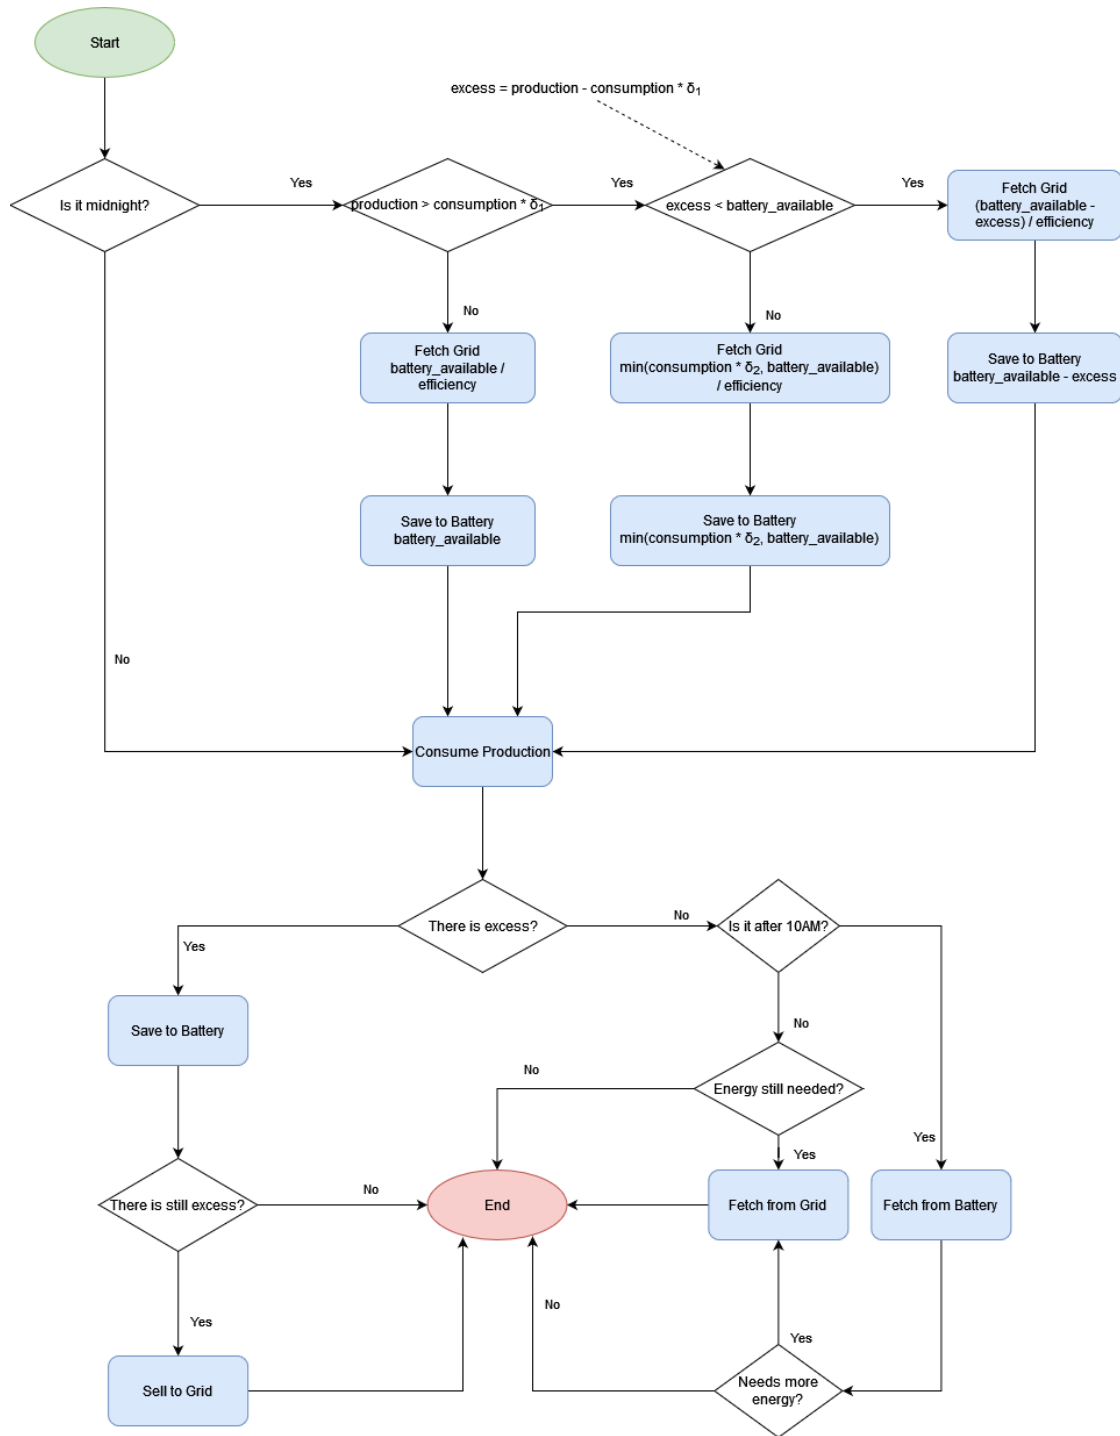 Start
excess = production - consumption * δ₁
Is it midnight?
Yes
production > consumption * δ₁
Yes
excess < battery_available
Yes
Fetch Grid
(battery_available -
excess) / efficiency
No
No
Fetch Grid
battery_available /
efficiency
Fetch Grid
min(consumption * δ₂, battery_available)
/ efficiency
Save to Battery
battery_available - excess
Save to Battery
battery_available
Save to Battery
min(consumption * δ₂, battery_available)
No
Consume Production
There is excess?
No
Is it after 10AM?
Yes
Save to Battery
No
No
Energy still needed?
Yes
Yes
There is still excess?
No
End
Fetch from Grid
Fetch from Battery
Yes
No
Yes
Sell to Grid
Needs more
energy?